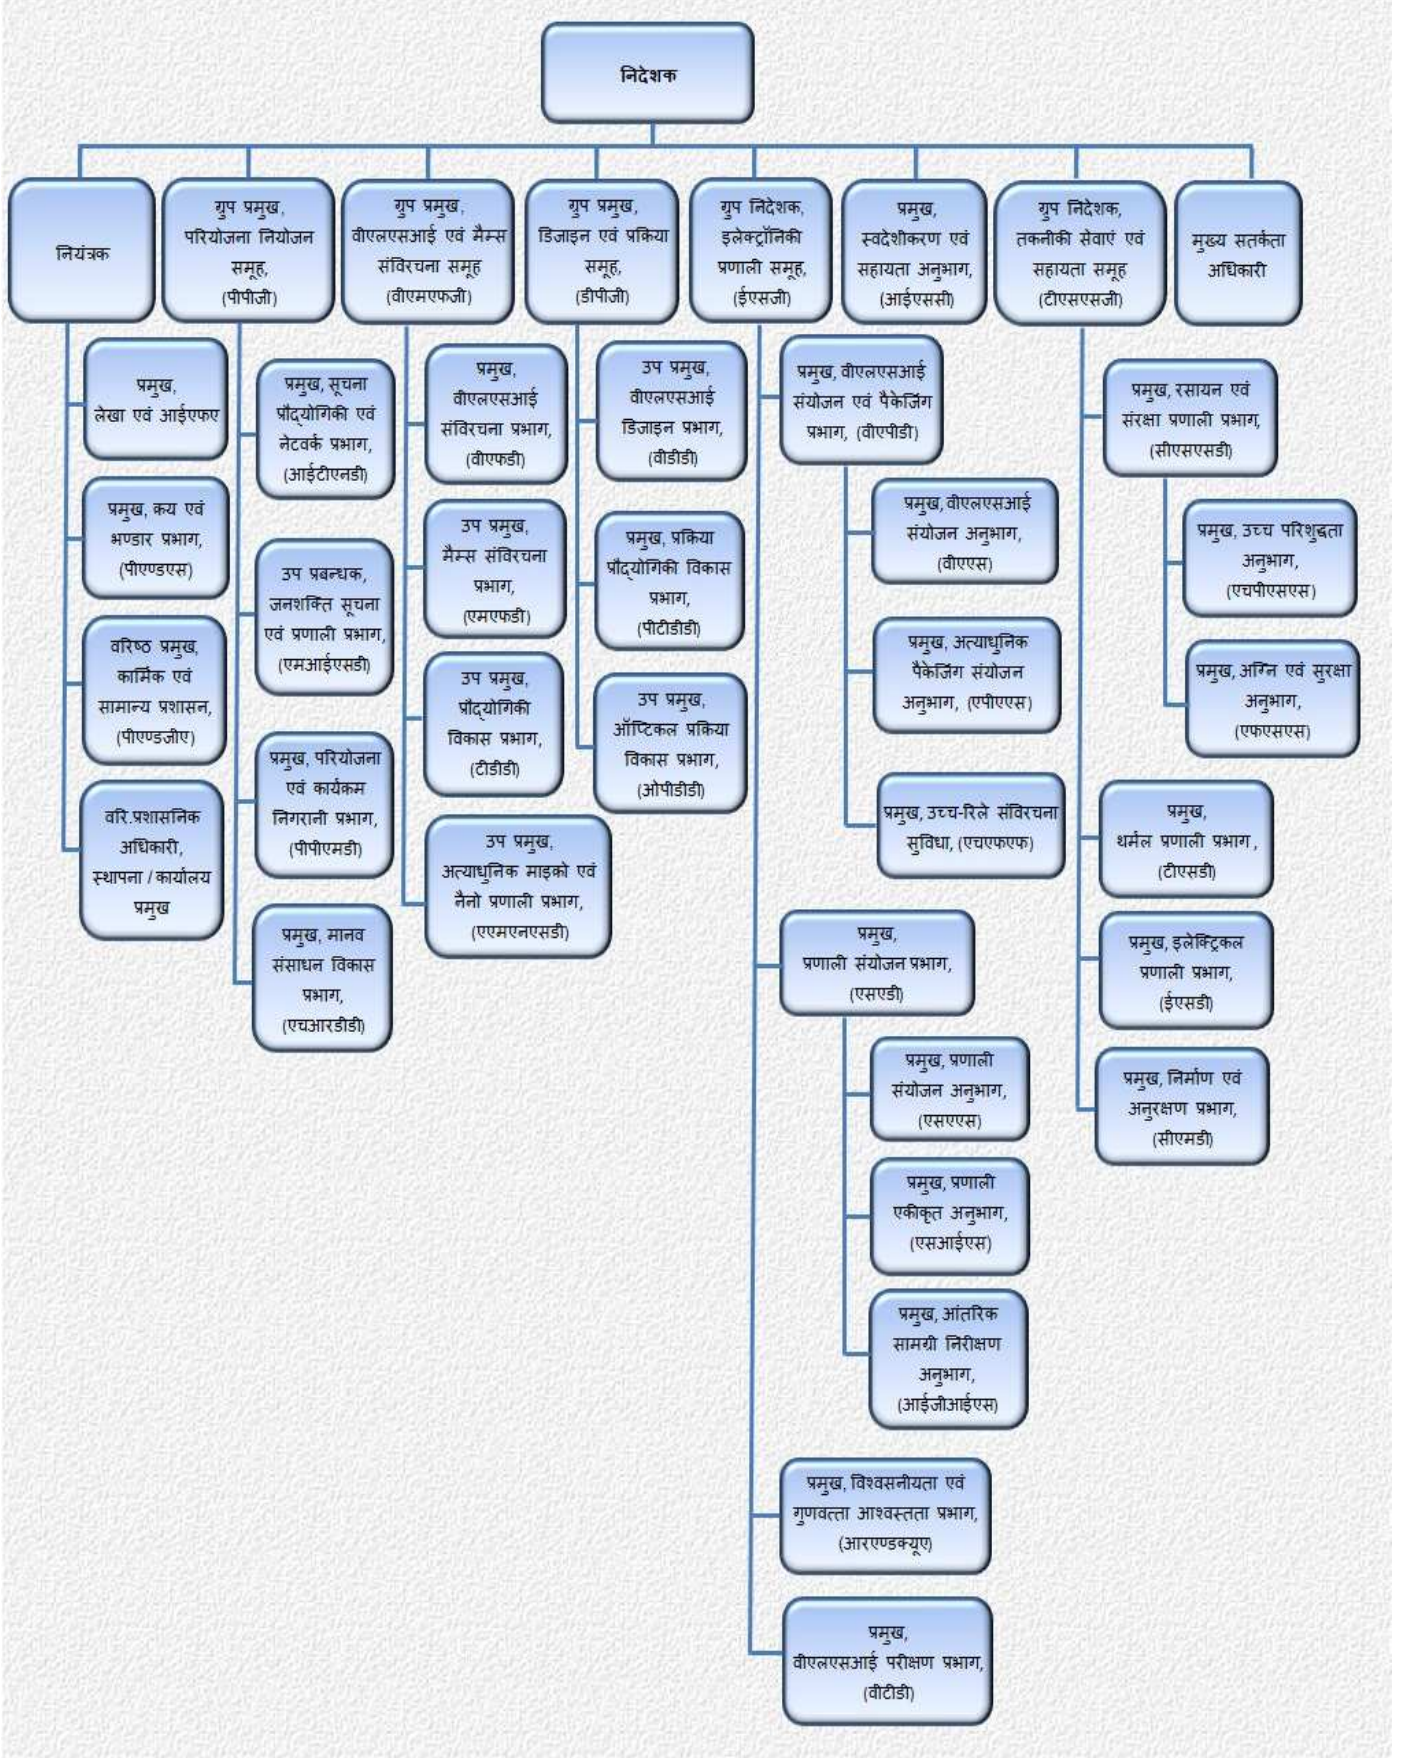 निदेशक
नियंत्रक
ग्रुप प्रमुख,
परियोजना नियोजन
समूह,
(पीपीजी)
ग्रुप प्रमुख,
वीएलएसआई एवं मैम्स
संविरचना समूह
(वीएमएफजी)
ग्रुप प्रमुख,
डिजाइन एवं प्रकिया
समूह,
(डीपीजी)
ग्रुप निदेशक,
इलेक्ट्रॉनिकी
प्रणाली समूह,
(ईएसजी)
प्रमुख,
स्वदेशीकरण एवं
सहायता अनुभाग,
(आईएससी)
ग्रुप निदेशक,
तकनीकी सेवाएं एवं
सहायता समूह
(टीएसएसजी)
मुख्य सतर्कता
अधिकारी
प्रमुख,
लेखा एवं आईएफए
प्रमुख, कय एवं
भण्डार प्रभाग,
(पीएण्डएस)
वरिष्ठ प्रमुख,
कार्मिक एवं
सामान्य प्रशासन,
(पीएण्डजीए)
वरि.प्रशासनिक
अधिकारी,
स्थापना / कार्यालय
प्रमुख
प्रमुख, सूचना
प्रौद्योगिकी एवं
नेटवर्क प्रभाग,
(आईटीएनडी)
उप प्रबन्धक,
जनशक्ति सूचना
एवं प्रणाली प्रभाग,
(एमआईएसडी)
प्रमुख, परियोजना
एवं कार्यकम
निगरानी प्रभाग,
(पीपीएमडी)
प्रमुख, मानव
संसाधन विकास
प्रभाग,
(एचआरडीडी)
प्रमुख,
वीएलएसआई
संविरचना प्रभाग,
(वीएफडी)
उप प्रमुख,
मैम्स संविरचना
प्रभाग,
(एमएफडी)
उप प्रमुख,
प्रौद्योगिकी
विकास प्रभाग,
(टीडीडी)
उप प्रमुख,
अत्याधुनिक माइको एवं
नैनो प्रणाली प्रभाग,
(एएमएनएसडी)
उप प्रमुख,
वीएलएसआई
डिजाइन प्रभाग,
(वीडीडी)
प्रमुख, प्रकिया
प्रौद्योगिकी विकास
प्रभाग,
(पीटीडीडी)
उप प्रमुख,
ऑप्टिकल प्रकिया
विकास प्रभाग,
(ओपीडीडी)
प्रमुख, वीएलएसआई
संयोजन एवं पैकेजिंग
प्रभाग, (वीएपीडी)
प्रमुख, वीएलएसआई
संयोजन अनुभाग,
(वीएएस)
प्रमुख, अत्याधुनिक
पैकेजिंग संयोजन
अनुभाग, (एपीएएस)
प्रमुख, उच्च-रिले संविरचना
सुविधा, (एचएफएफ)
प्रमुख,
प्रणाली संयोजन प्रभाग,
(एसएडी)
प्रमुख, प्रणाली
संयोजन अनुभाग,
(एसएएस)
प्रमुख, प्रणाली
एकीकृत अनुभाग,
(एसआईएस)
प्रमुख, आंतरिक
सामग्री निरीक्षण
अनुभाग,
(आईजीआईएस)
प्रमुख, विश्वसनीयता एवं
गुणवत्ता आश्वस्तता प्रभाग,
(आरएण्डक्यूए)
प्रमुख,
वीएलएसआई परीक्षण प्रभाग,
(वीटीडी)
प्रमुख, रसायन एवं
संरक्षा प्रणाली प्रभाग,
(सीएसएसडी)
प्रमुख, उच्च परिशुद्धता
अनुभाग,
(एचपीएसएस)
प्रमुख, अग्नि एवं सुरक्षा
अनुभाग,
(एफएसएस)
प्रमुख,
थर्मल प्रणाली प्रभाग,
(टीएसडी)
प्रमुख, इलेक्ट्रिकल
प्रणाली प्रभाग,
(ईएसडी)
प्रमुख, निर्माण एवं
अनुरक्षण प्रभाग,
(सीएमडी)